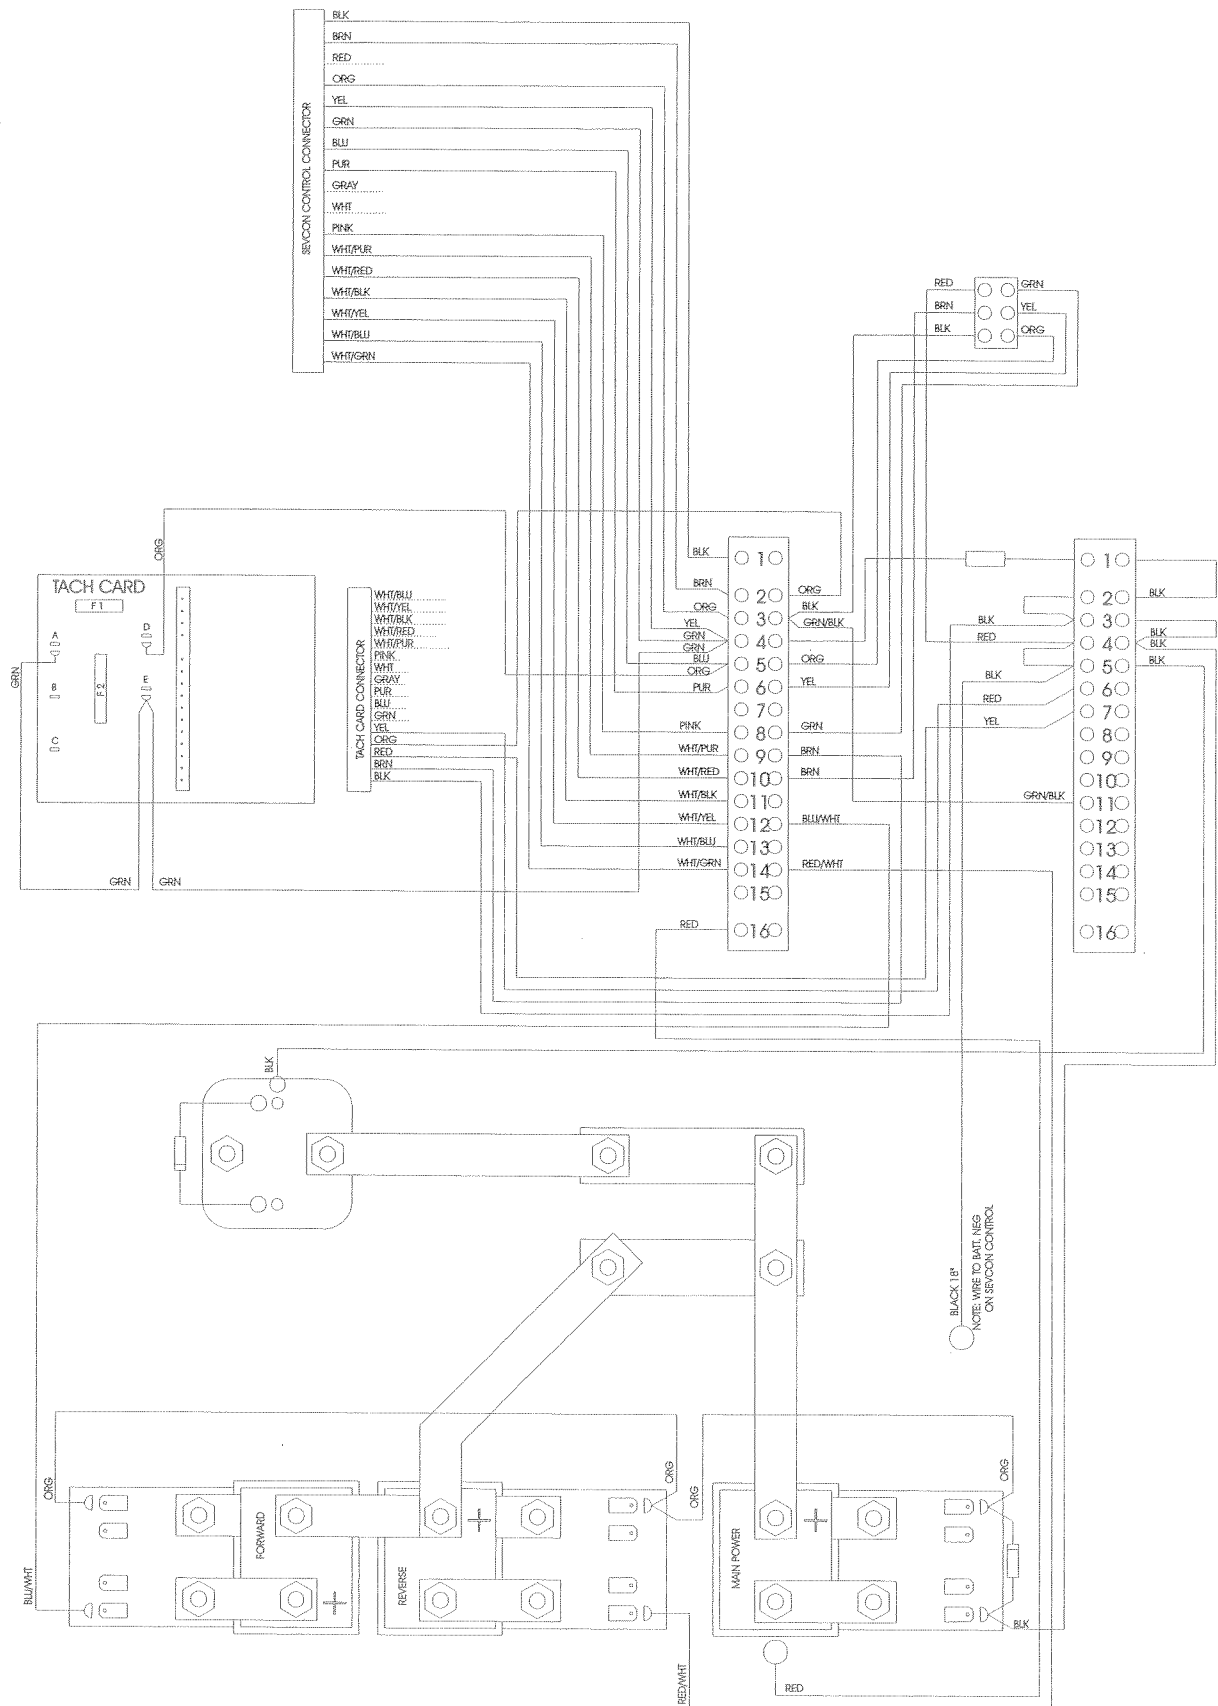 SEVCON CONTROL CONNECTOR
BLK
BRN
RED
ORG
YEL
GRN
BLU
PUR
GRAY
WHT
PINK
WHT/PUR
WHT/RED
WHT/BLK
WHT/YEL
WHT/BLU
WHT/GRN
RED
BRN
BLK
GRN
YEL
ORG
TACH CARD
F1
F2
A
B
C
D
E
ORG
GRN
GRN
GRN
TACH CARD CONNECTOR
WHT/BLU
WHT/YEL
WHT/BLK
WHT/RED
WHT/PUR
PINK
WHT
GRAY
PUR
BLU
GRN
YEL
ORG
RED
BRN
BLK
BLK
BRN
ORG
YEL
GRN
GRN
BLU
ORG
PUR
PINK
WHT/PUR
WHT/RED
WHT/BLK
WHT/YEL
WHT/BLU
WHT/GRN
RED
1
2
3
4
5
6
7
8
9
10
11
12
13
14
15
16
ORG
BLK
GRN/BLK
ORG
YEL
GRN
BRN
BRN
BLU/WHT
RED/WHT
BLK
RED
BLK
RED
YEL
GRN/BLK
1
2
3
4
5
6
7
8
9
10
11
12
13
14
15
16
BLK
BLK
BLK
BLK
BLK
BLACK 18"
NOTE: WIRE TO BATT. NEG
ON SEVCON CONTROL
ORG
BLU/WHT
FORWARD
+
REVERSE
+
ORG
RED/WHT
ORG
MAIN POWER
+
ORG
BLK
RED